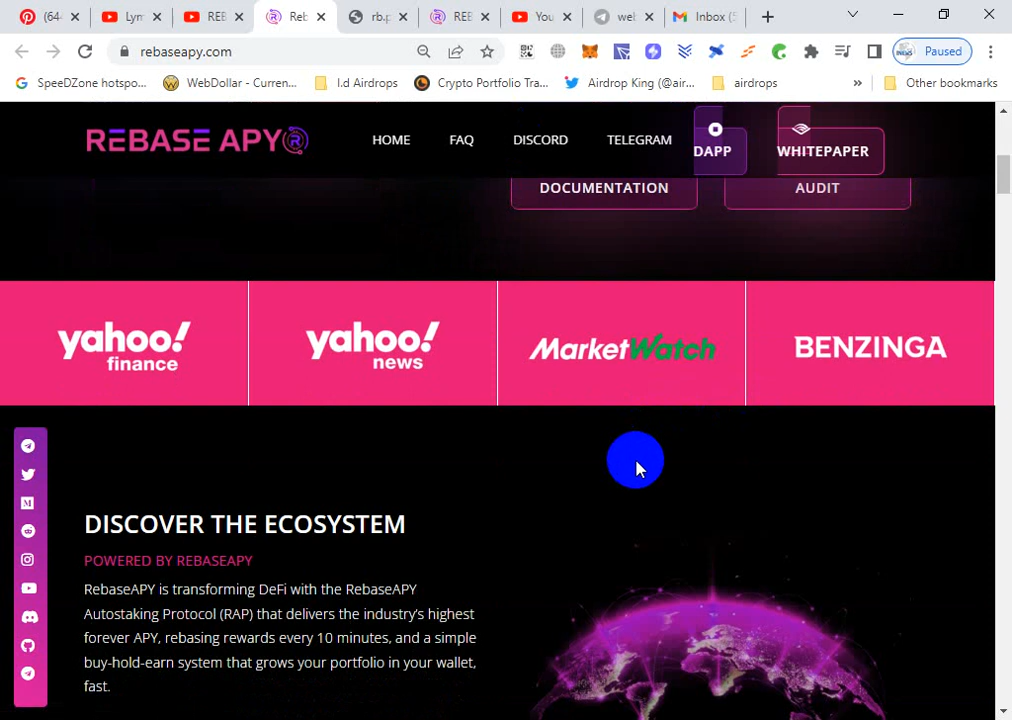 (64
Lyn
REB
Reb
rb.p
REB
You
wel
Inbox (5
rebaseapy.com
Paused
SpeeDZone hotspo...
WebDollar - Curren...
I.d Airdrops
Crypto Portfolio Tra...
Airdrop King (@air...
airdrops
»
Other bookmarks
REBASE APY
HOME
FAQ
DISCORD
TELEGRAM
DAPP
WHITEPAPER
DOCUMENTATION
AUDIT
yahoo!
finance
yahoo!
news
MarketWatch
BENZINGA
DISCOVER THE ECOSYSTEM
POWERED BY REBASEAPY
RebaseAPY is transforming DeFi with the RebaseAPY
Autostaking Protocol (RAP) that delivers the industry's highest
forever APY, rebasing rewards every 10 minutes, and a simple
buy-hold-earn system that grows your portfolio in your wallet,
fast.